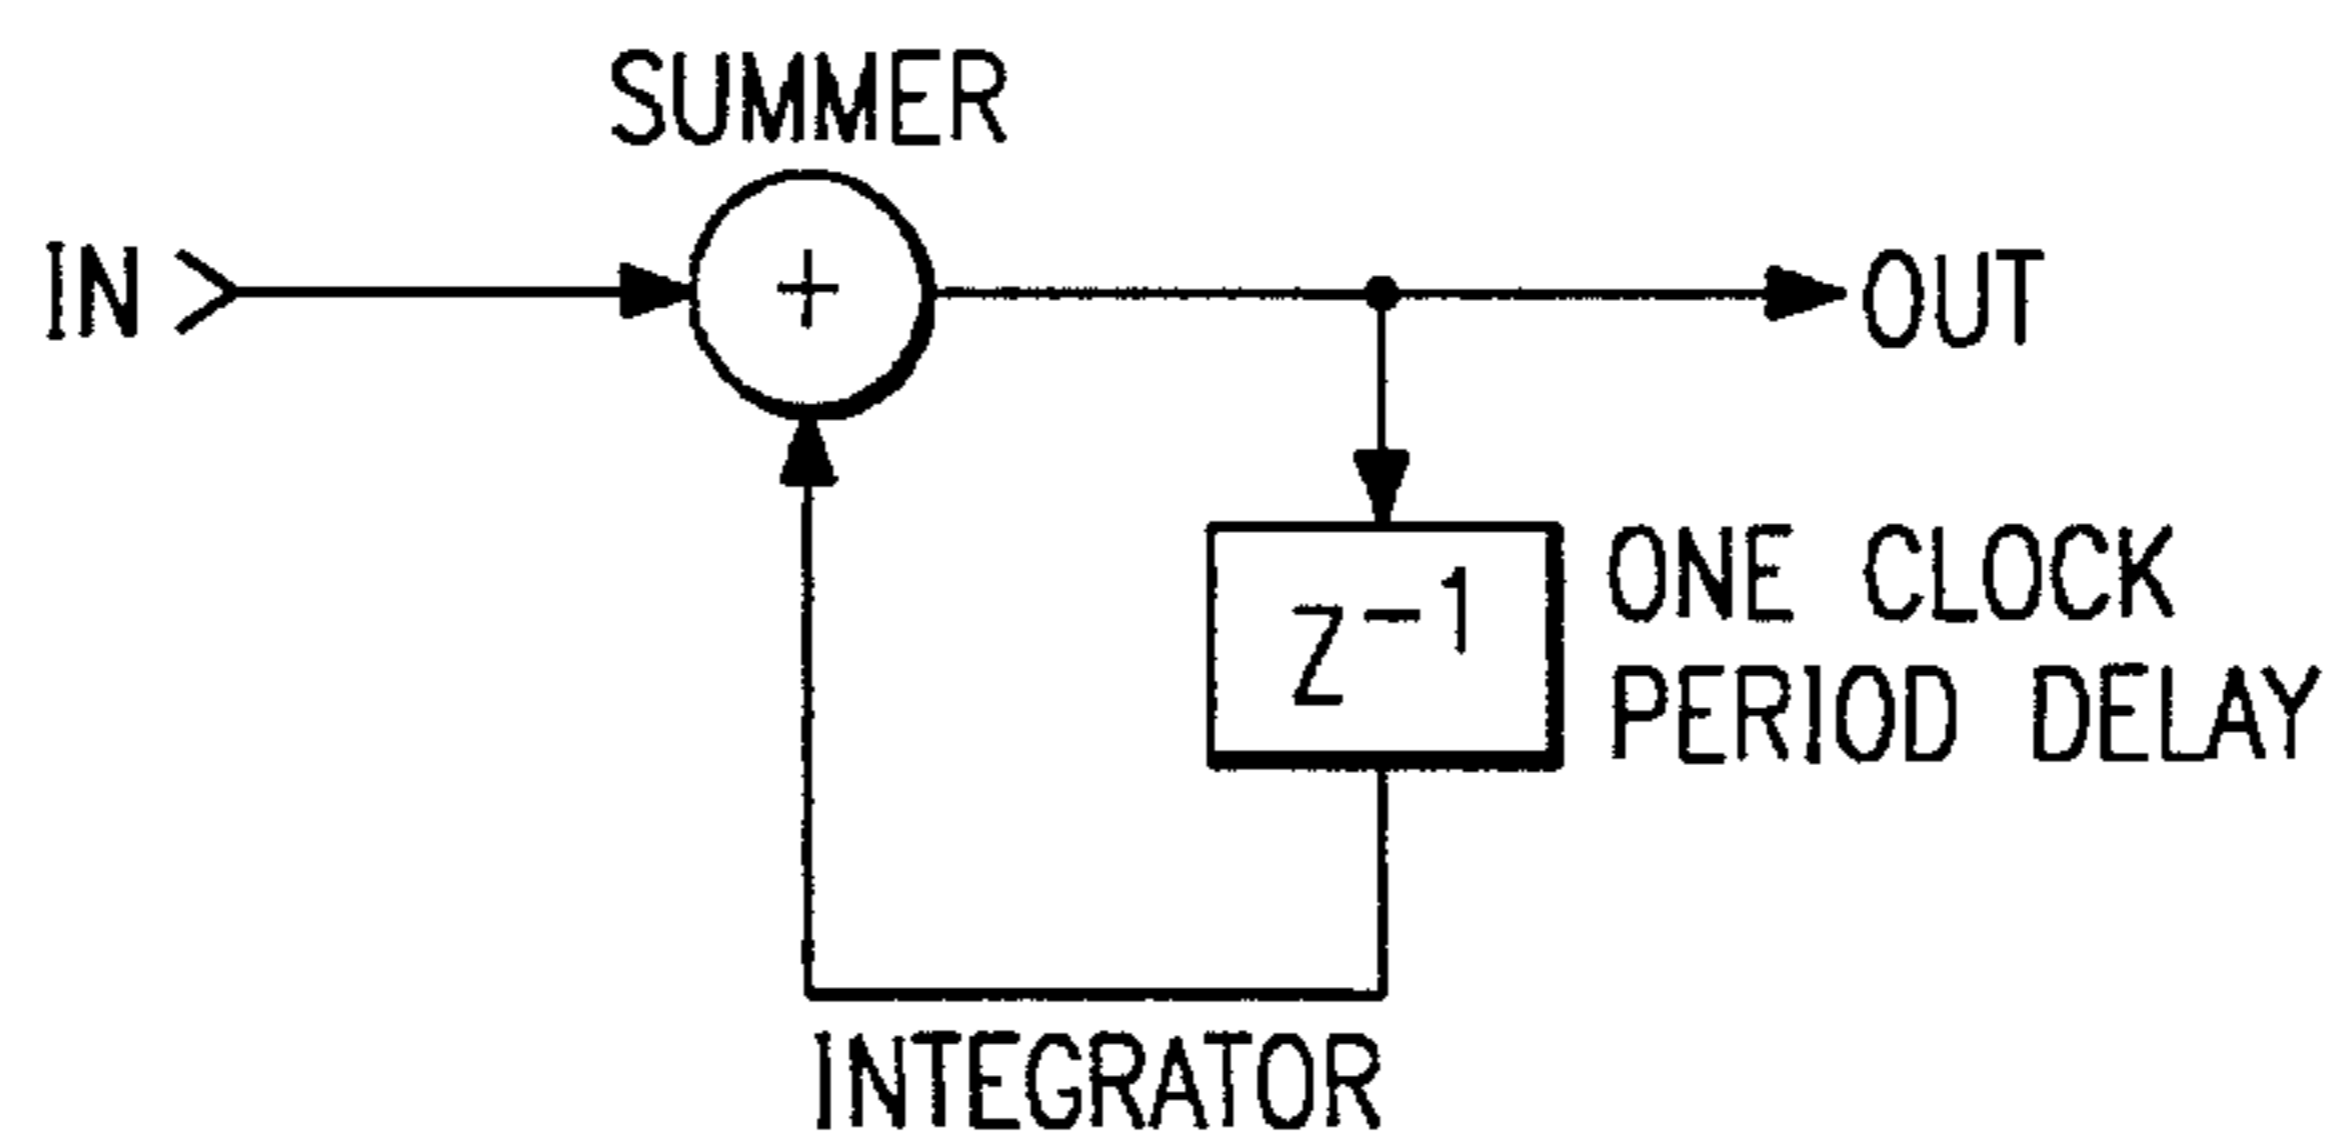 SUMMER
IN
+
OUT
Z⁻¹
ONE CLOCK
PERIOD DELAY
INTEGRATOR